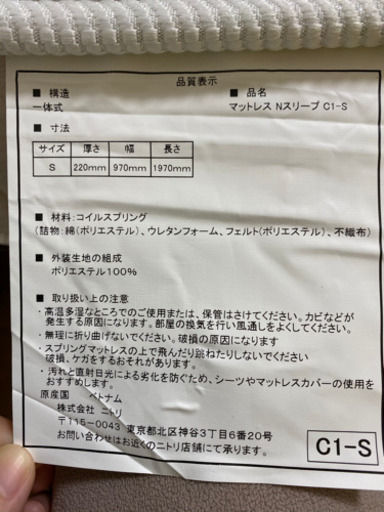 品質表示
■ 構造
一体式
■ 品名
マットレス Nスリープ C1-S
■ 寸法
サイズ 厚さ 幅 長さ
S 220mm 970mm 1970mm
■ 材料:コイルスプリング
(詰物:綿(ポリエステル)、ウレタンフォーム、フェルト(ポリエステル)、不織布)
■ 外装生地の組成
ポリエステル100%
■ 取り扱い上の注意
・高温多湿なところでのご使用または、保管はさけてください。カビなどが
発生する原因になります。部屋の換気を行い風通しをよくしてください。
・無理に折り曲げないでください。破損の原因になります
・スプリングマットレスの上で飛んだり跳ねたりしないでください
破損、ケガをするおそれがあります。
・汚れと直射日光による劣化を防ぐため、シーツやマットレスカバーの使用を
おすすめします。
原産国 ベトナム
株式会社 ニトリ
〒115-0043 東京都北区神谷3丁目6番20号
お問い合わせはお近くのニトリ店舗にて承ります。
C1-S